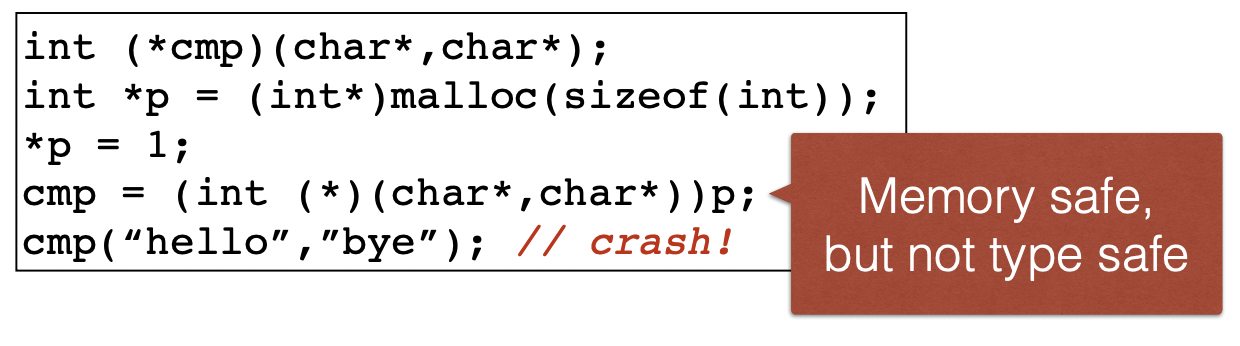 int (*cmp)(char*,char*);
int *p = (int*)malloc(sizeof(int));
*p = 1;
cmp = (int (*)(char*,char*))p;
cmp(“hello”,”bye”); // crash!
Memory safe,
but not type safe